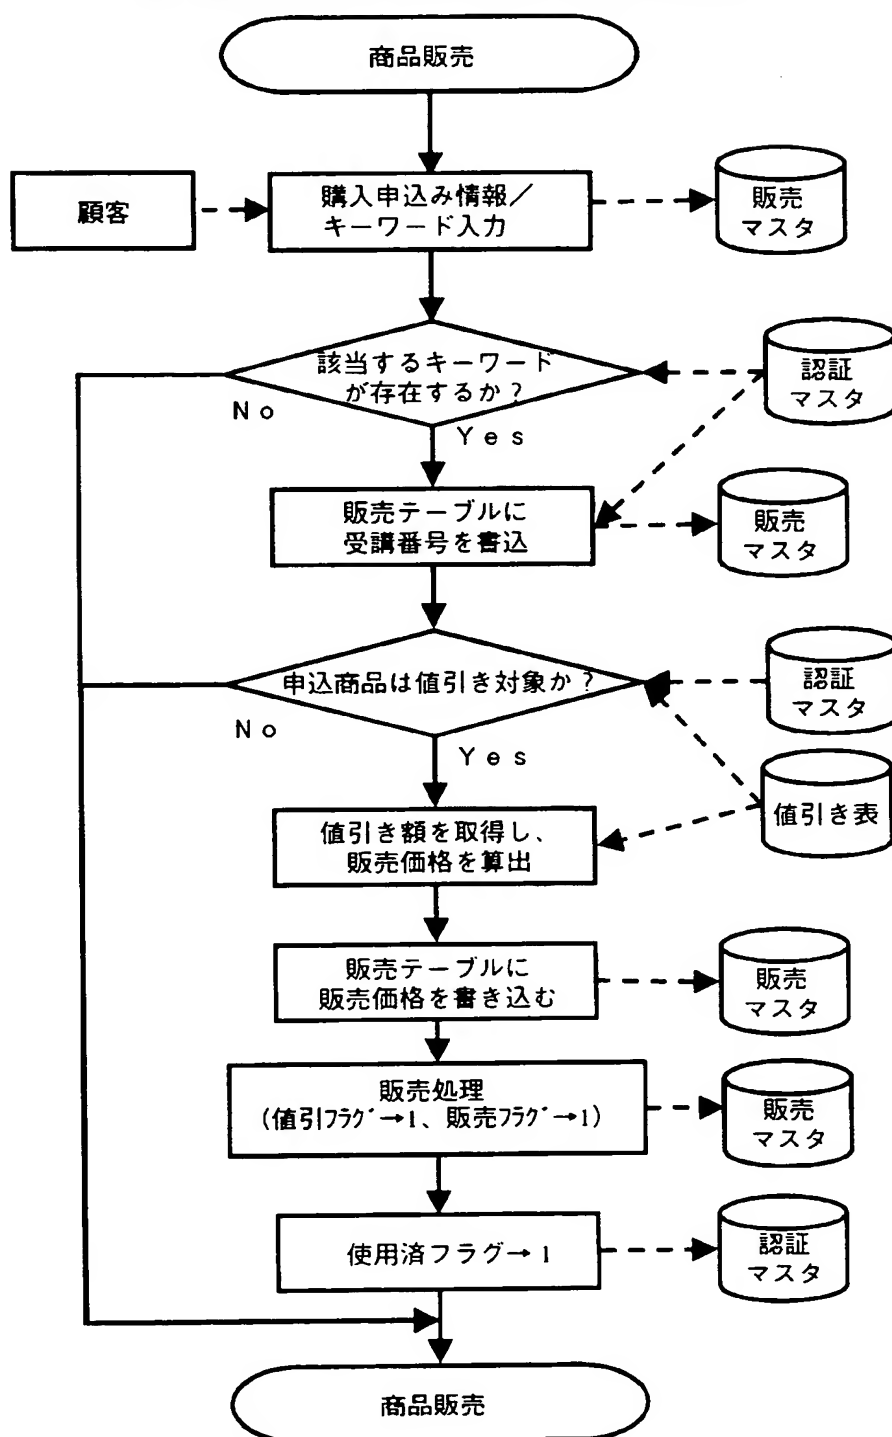 商品販売
顧客
購入申込み情報／
キーワード入力
販売
マスタ
該当するキーワード
が存在するか？
認証
マスタ
No
Yes
販売テーブルに
受講番号を書込
販売
マスタ
申込商品は値引き対象か？
認証
マスタ
No
Yes
値引き表
値引き額を取得し、
販売価格を算出
販売テーブルに
販売価格を書き込む
販売
マスタ
販売処理
(値引ﾌﾗｸﾞ→1、販売ﾌﾗｸﾞ→1)
販売
マスタ
使用済フラグ→1
認証
マスタ
商品販売